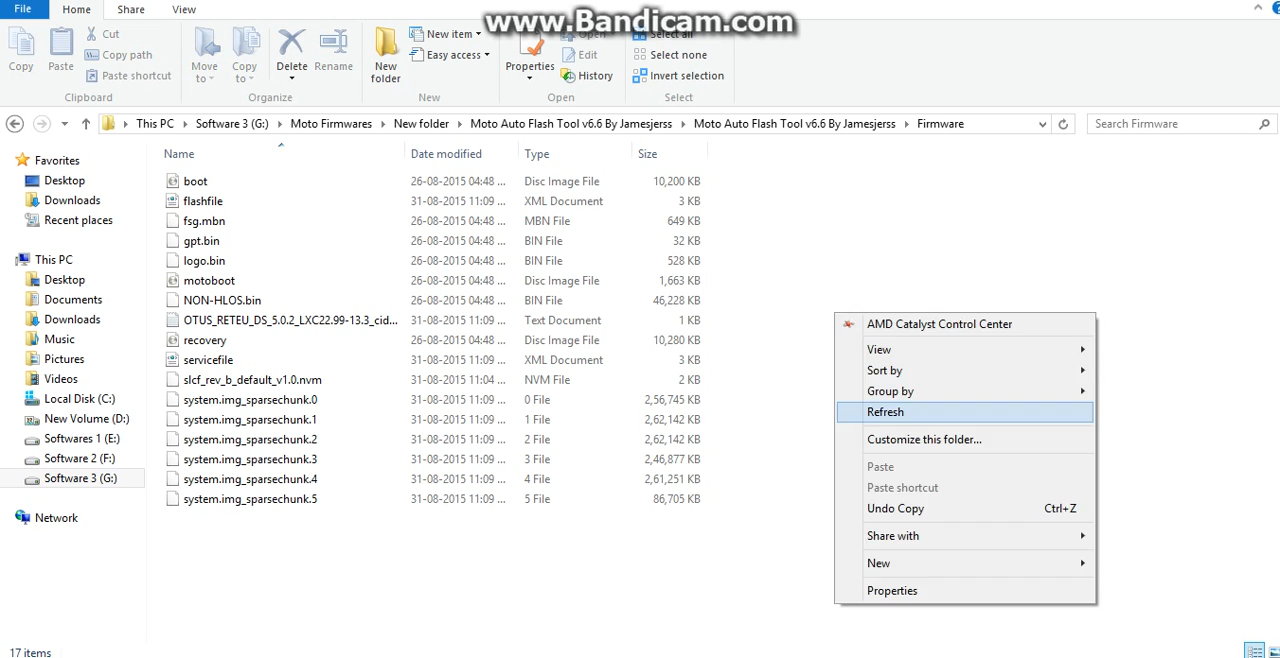 File Home Share View
www.Bandicam.com
Copy
Paste
Cut
Copy path
Paste shortcut
Clipboard
Move to
Copy to
Delete
Rename
Organize
New folder
New item
Easy access
New
Properties
Open
Edit
History
Open
Select all
Select none
Invert selection
Select
This PC Software 3 (G:) Moto Firmwares New folder Moto Auto Flash Tool v6.6 By Jamesjerss Moto Auto Flash Tool v6.6 By Jamesjerss Firmware
Search Firmware
Favorites
Desktop
Downloads
Recent places
This PC
Desktop
Documents
Downloads
Music
Pictures
Videos
Local Disk (C:)
New Volume (D:)
Softwares 1 (E:)
Software 2 (F:)
Software 3 (G:)
Network
Name Date modified Type Size
boot 26-08-2015 04:48 ... Disc Image File 10,200 KB
flashfile 31-08-2015 11:09 ... XML Document 3 KB
fsg.mbn 26-08-2015 04:48 ... MBN File 649 KB
gpt.bin 26-08-2015 04:48 ... BIN File 32 KB
logo.bin 26-08-2015 04:48 ... BIN File 528 KB
motoboot 26-08-2015 04:48 ... Disc Image File 1,663 KB
NON-HLOS.bin 26-08-2015 04:48 ... BIN File 46,228 KB
OTUS_RETEU_DS_5.0.2_LXC22.99-13.3_cid... 31-08-2015 11:09 ... Text Document 1 KB
recovery 26-08-2015 04:48 ... Disc Image File 10,280 KB
servicefile 31-08-2015 11:09 ... XML Document 3 KB
slcf_rev_b_default_v1.0.nvm 31-08-2015 11:04 ... NVM File 2 KB
system.img_sparsechunk.0 31-08-2015 11:09 ... 0 File 2,56,745 KB
system.img_sparsechunk.1 31-08-2015 11:09 ... 1 File 2,62,142 KB
system.img_sparsechunk.2 31-08-2015 11:09 ... 2 File 2,62,142 KB
system.img_sparsechunk.3 31-08-2015 11:09 ... 3 File 2,46,877 KB
system.img_sparsechunk.4 31-08-2015 11:09 ... 4 File 2,61,251 KB
system.img_sparsechunk.5 31-08-2015 11:09 ... 5 File 86,705 KB
AMD Catalyst Control Center
View
Sort by
Group by
Refresh
Customize this folder...
Paste
Paste shortcut
Undo Copy Ctrl+Z
Share with
New
Properties
17 items